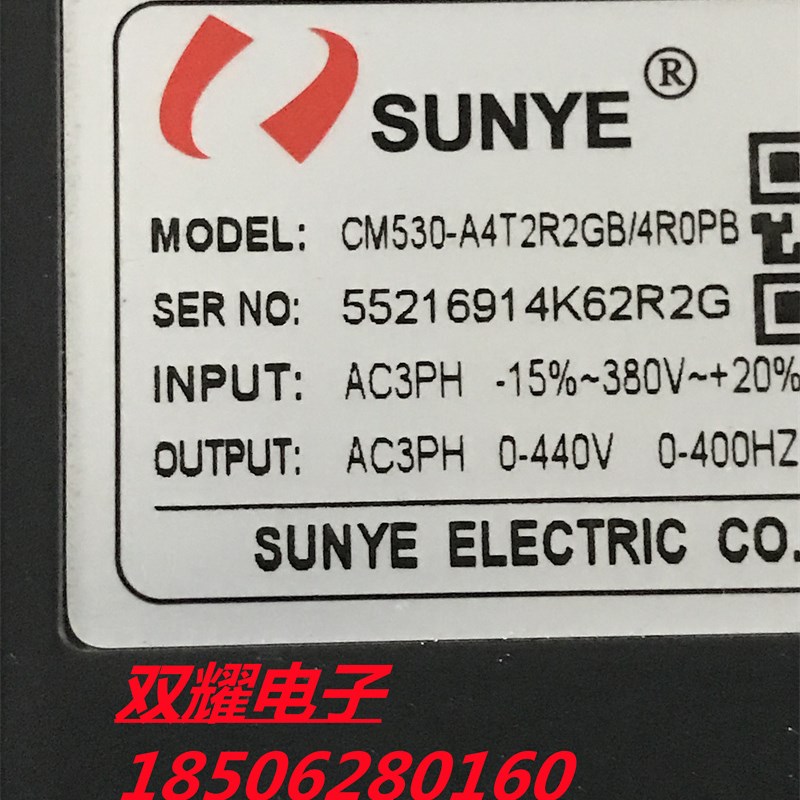 SUNYE®
MODEL: CM530-A4T2R2GB/4R0PB
SER NO: 55216914K62R2G
INPUT: AC3PH -15%~380V~+20%
OUTPUT: AC3PH 0-440V 0-400HZ
SUNYE ELECTRIC CO.
双耀电子
18506280160